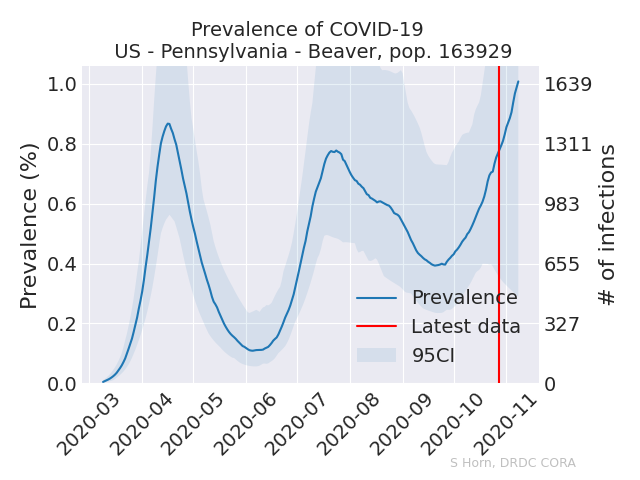 Prevalence of COVID-19
US - Pennsylvania - Beaver, pop. 163929
Prevalence (%)
1.0
0.8
0.6
0.4
0.2
0.0
1639
1311
983
655
327
0
# of infections
Prevalence
Latest data
95CI
2020-03
2020-04
2020-05
2020-06
2020-07
2020-08
2020-09
2020-10
2020-11
S Horn, DRDC CORA